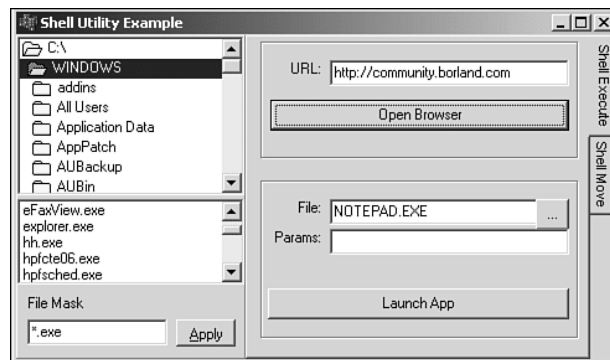 Shell Utility Example
C:\
WINDOWS
addins
All Users
Application Data
AppPatch
AUBackup
AUBin
eFaxView.exe
explorer.exe
hh.exe
hpfcte06.exe
hpfsched.exe
File Mask
*.exe
Apply
URL:
http://community.borland.com
Open Browser
File:
NOTEPAD.EXE
...
Params:
Launch App
Shell Execute
Shell Move